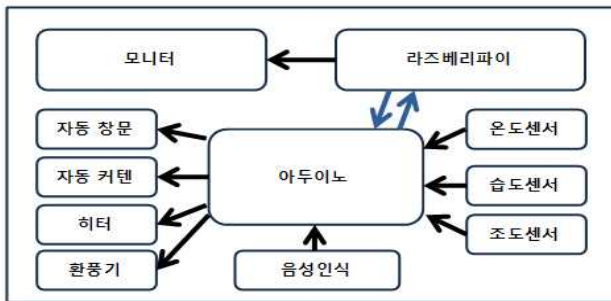 모니터
라즈베리파이
자동 창문
자동 커텐
히터
환풍기
아두이노
온도센서
습도센서
조도센서
음성인식